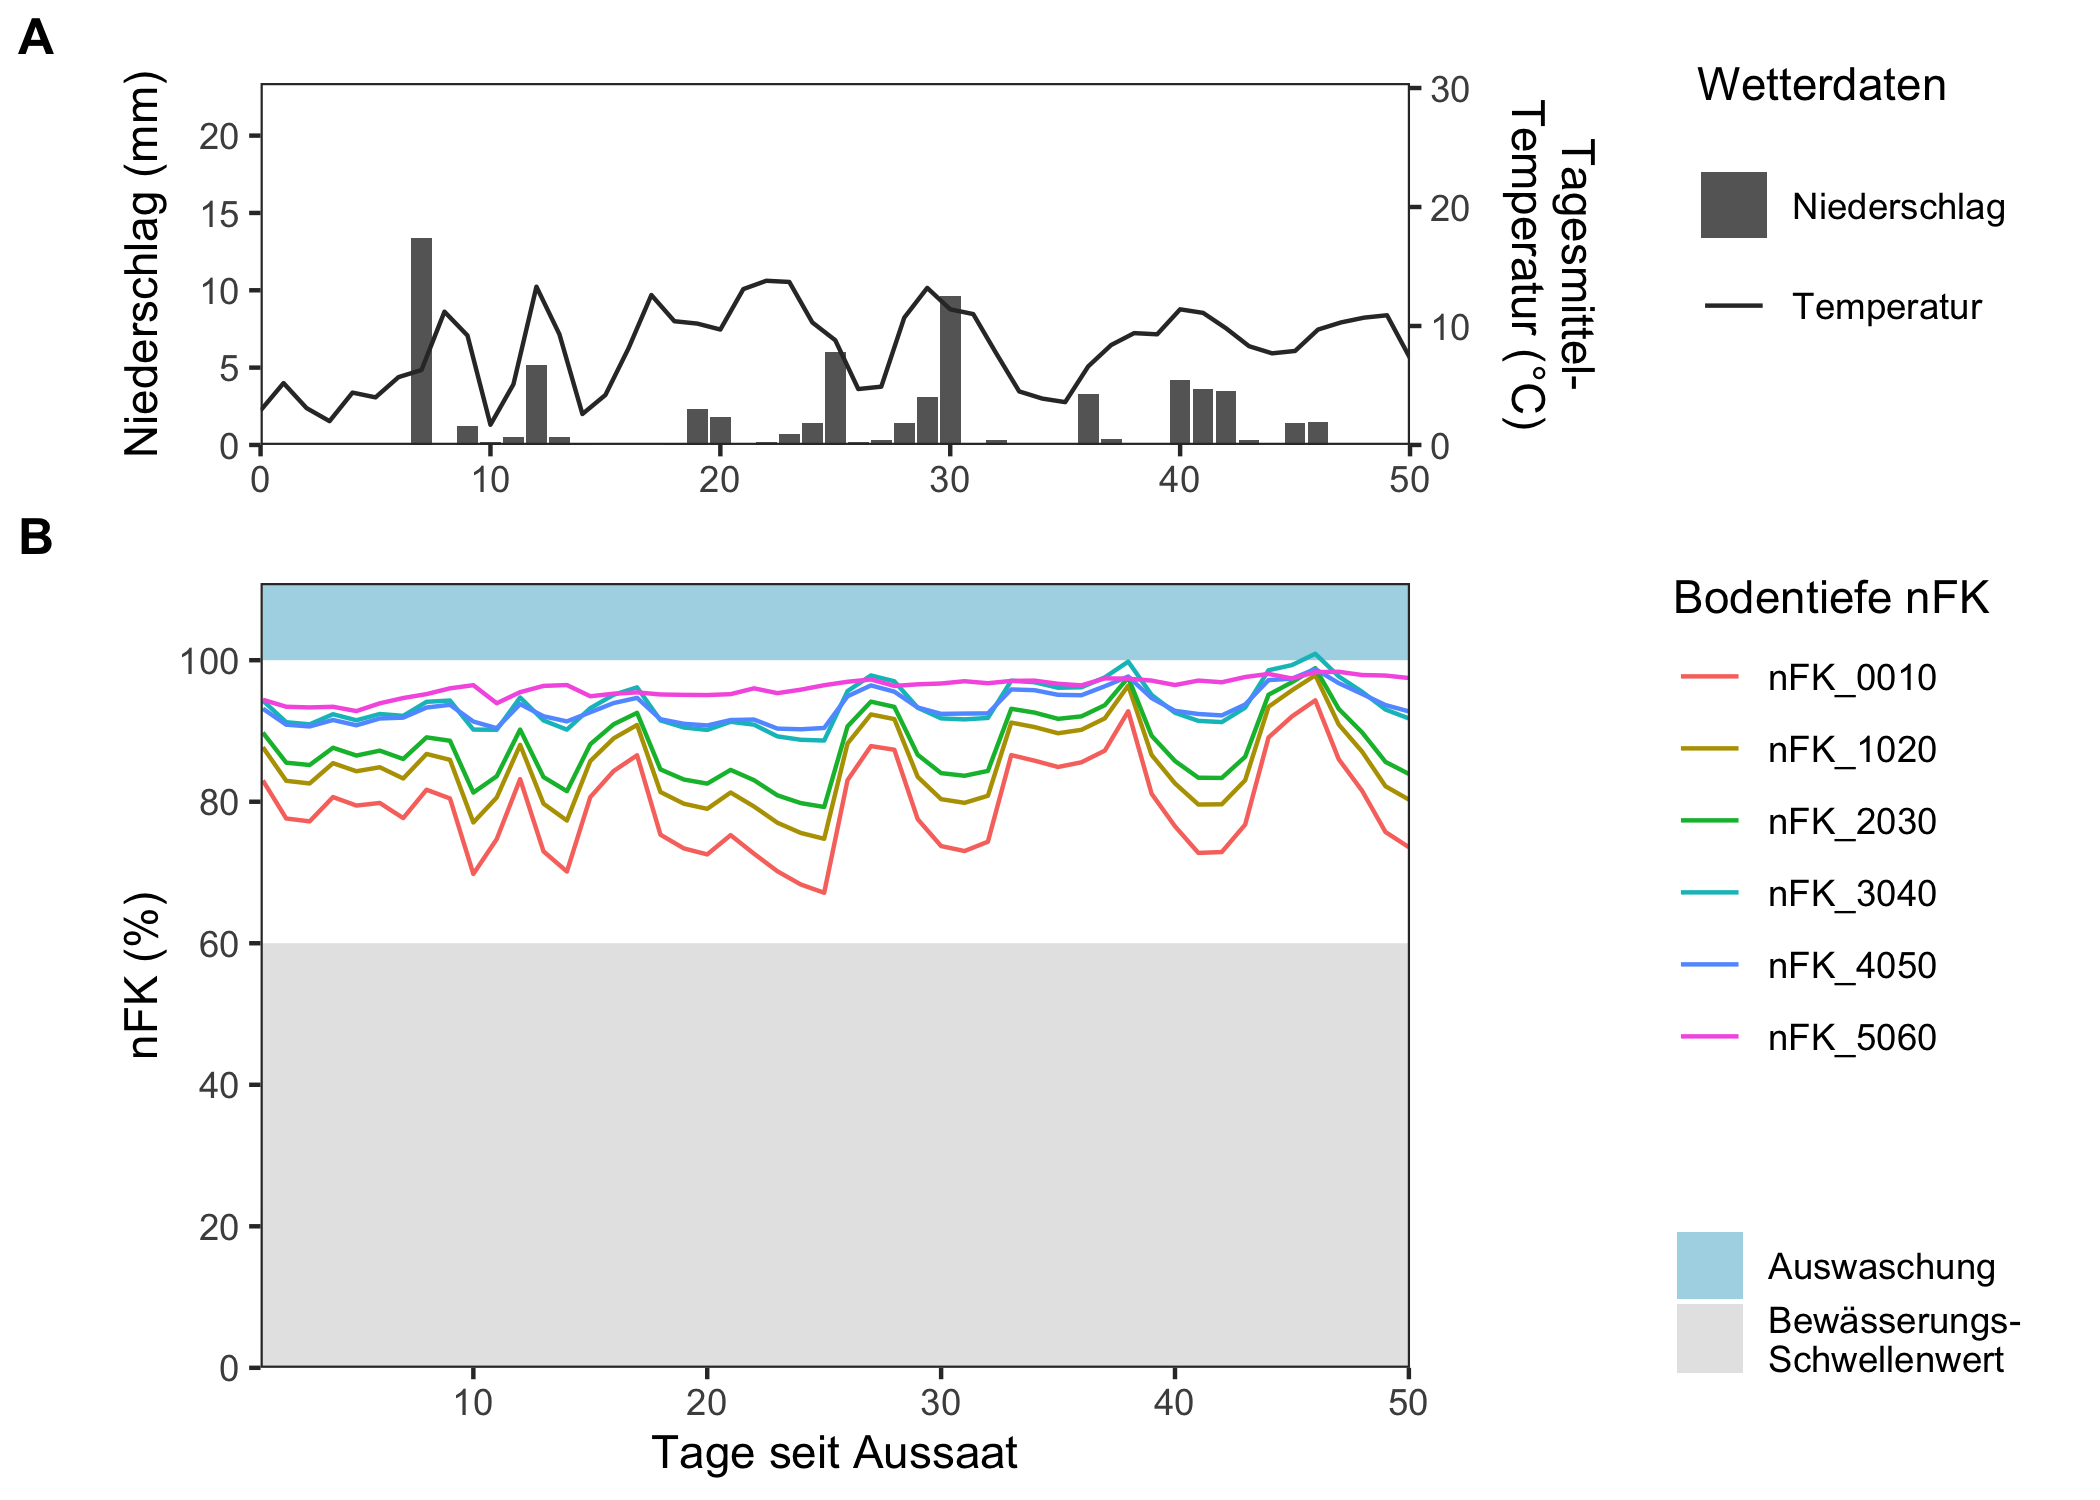 A
Niederschlag (mm)
20
15
10
5
0
0
10
20
30
40
50
30
20
10
0
Tagesmittel-
Temperatur (°C)
Wetterdaten
Niederschlag
Temperatur
B
nFK (%)
100
80
60
40
20
0
10
20
30
40
50
Tage seit Aussaat
Bodentiefe nFK
nFK_0010
nFK_1020
nFK_2030
nFK_3040
nFK_4050
nFK_5060
Auswaschung
Bewässerungs-
Schwellenwert